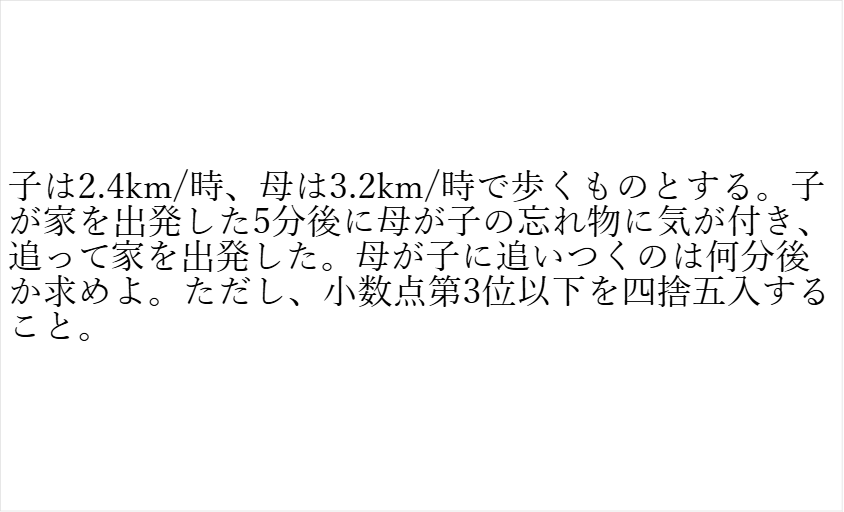 子は2.4km/時、母は3.2km/時で歩くものとする。子
が家を出発した5分後に母が子の忘れ物に気が付き、
追って家を出発した。母が子に追いつくのは何分後
か求めよ。ただし、小数点第3位以下を四捨五入する
こと。